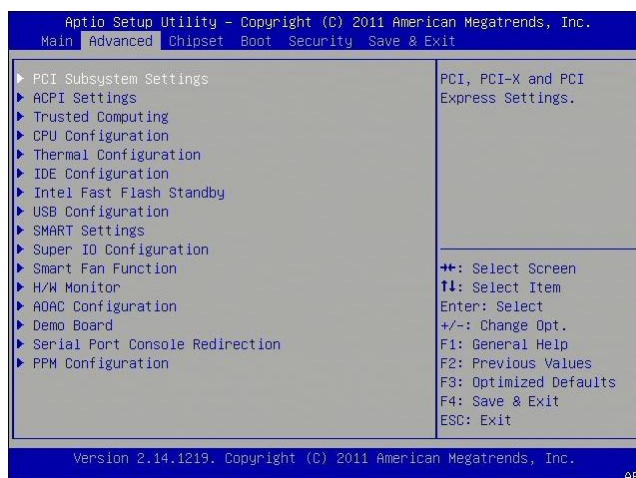 Aptio Setup Utility – Copyright (C) 2011 American Megatrends, Inc.
Main Advanced Chipset Boot Security Save & Exit
PCI Subsystem Settings
ACPI Settings
Trusted Computing
CPU Configuration
Thermal Configuration
IDE Configuration
Intel Fast Flash Standby
USB Configuration
SMART Settings
Super IO Configuration
Smart Fan Function
H/W Monitor
AOAC Configuration
Demo Board
Serial Port Console Redirection
PPM Configuration
PCI, PCI-X and PCI
Express Settings.
→←: Select Screen
↑↓: Select Item
Enter: Select
+/-: Change Opt.
F1: General Help
F2: Previous Values
F3: Optimized Defaults
F4: Save & Exit
ESC: Exit
Version 2.14.1219. Copyright (C) 2011 American Megatrends, Inc.